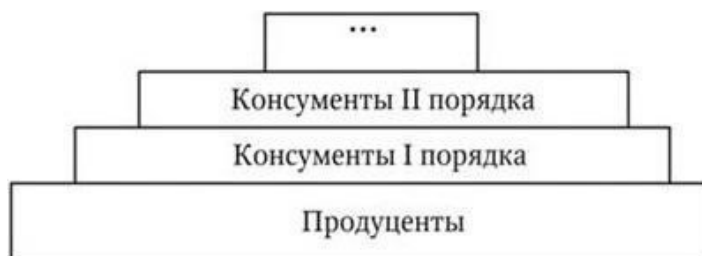 ...
Консументы II порядка
Консументы I порядка
Продуценты